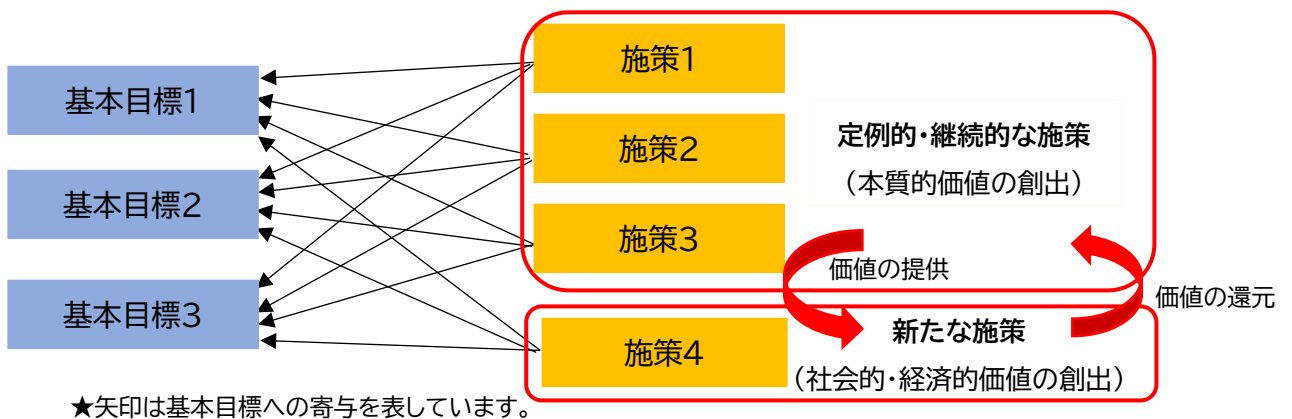 基本目標1
基本目標2
基本目標3
施策1
施策2
施策3
定例的・継続的な施策
（本質的価値の創出）
価値の提供
価値の還元
施策4
新たな施策
（社会的・経済的価値の創出）
★矢印は基本目標への寄与を表しています。